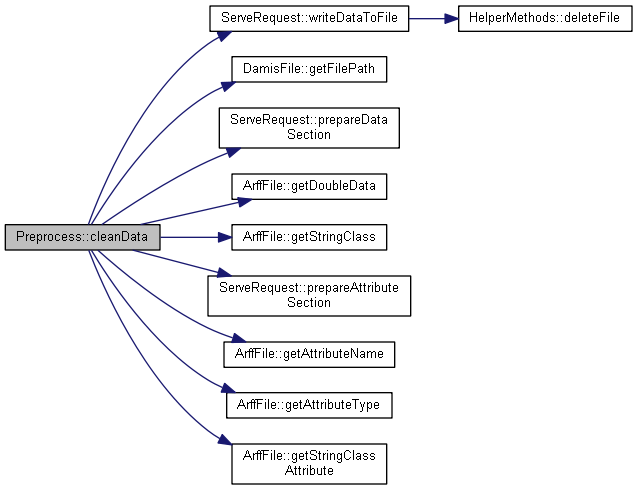 ServeRequest::writeDataToFile
HelperMethods::deleteFile
DamisFile::getFilePath
ServeRequest::prepareData
Section
ArffFile::getDoubleData
Preprocess::cleanData
ArffFile::getStringClass
ServeRequest::prepareAttribute
Section
ArffFile::getAttributeName
ArffFile::getAttributeType
ArffFile::getStringClass
Attribute